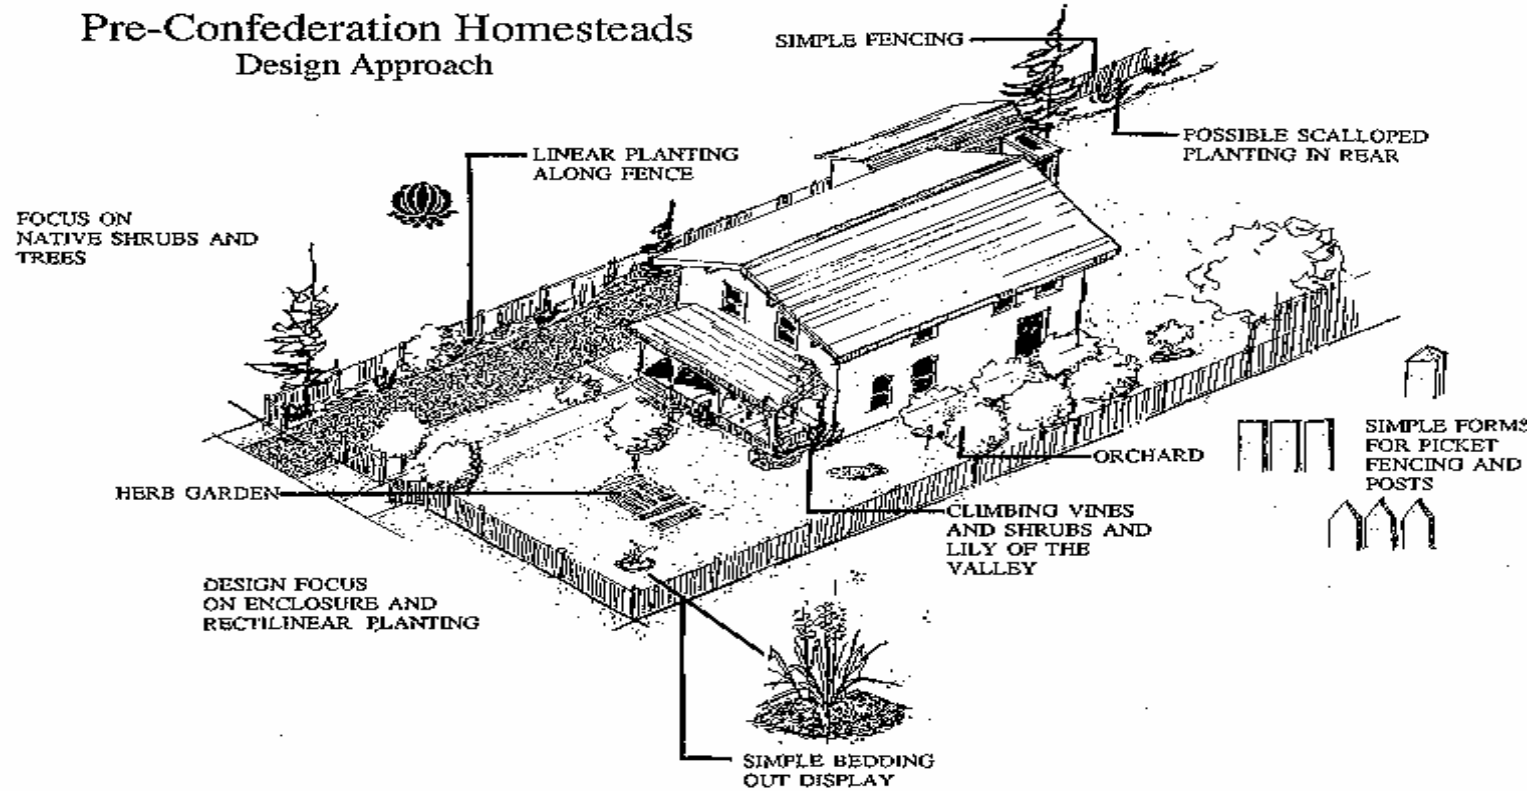 Pre-Confederation Homesteads
Design Approach
SIMPLE FENCING
POSSIBLE SCALLOPED
PLANTING IN REAR
LINEAR PLANTING
ALONG FENCE
FOCUS ON
NATIVE SHRUBS AND
TREES
SIMPLE FORMS
FOR PICKET
FENCING AND
POSTS
ORCHARD
HERB GARDEN
CLIMBING VINES
AND SHRUBS AND
LILY OF THE
VALLEY
DESIGN FOCUS
ON ENCLOSURE AND
RECTILINEAR PLANTING
SIMPLE BEDDING
OUT DISPLAY